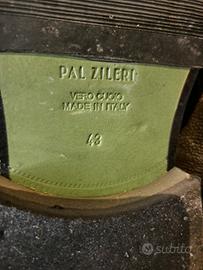 PAL ZILERI
VERO CUOIO
MADE IN ITALY
43
subito